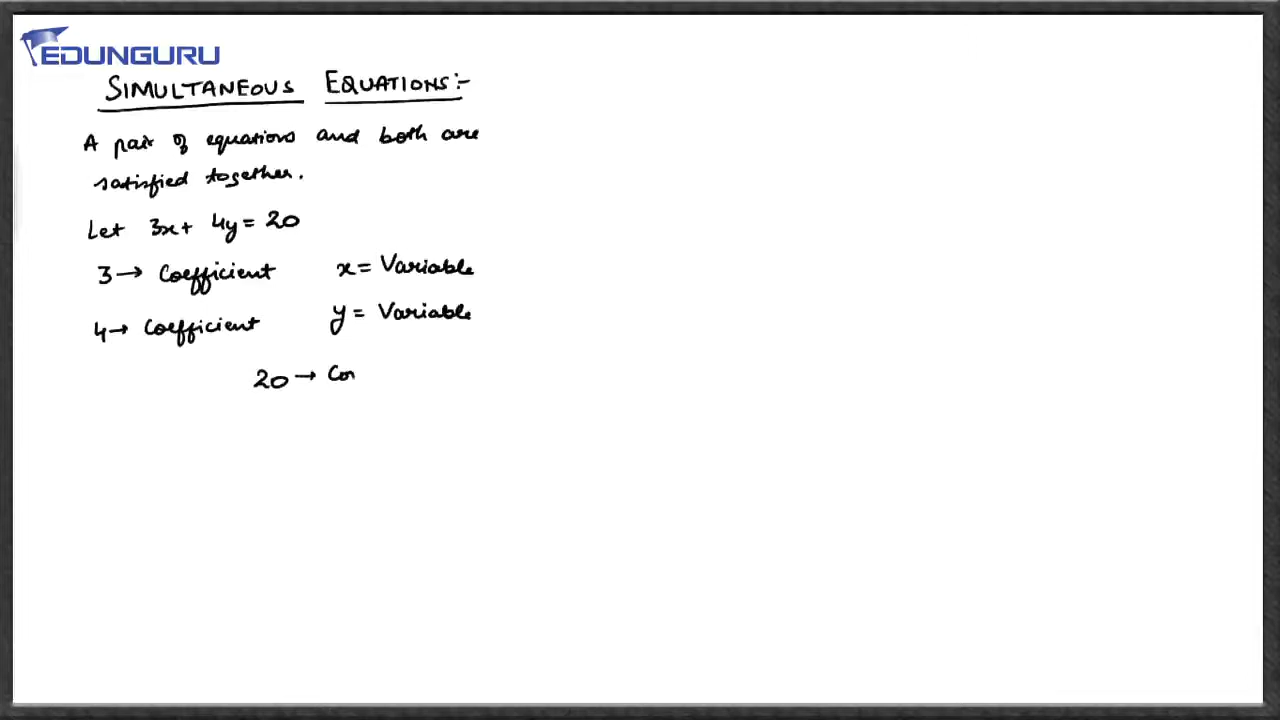 EDUNGURU
SIMULTANEOUS EQUATIONS:-
A pair of equations and both are
satisfied together.
Let 3x + 4y = 20
3 → Coefficient x = Variable
4 → Coefficient y = Variable
20 → Con